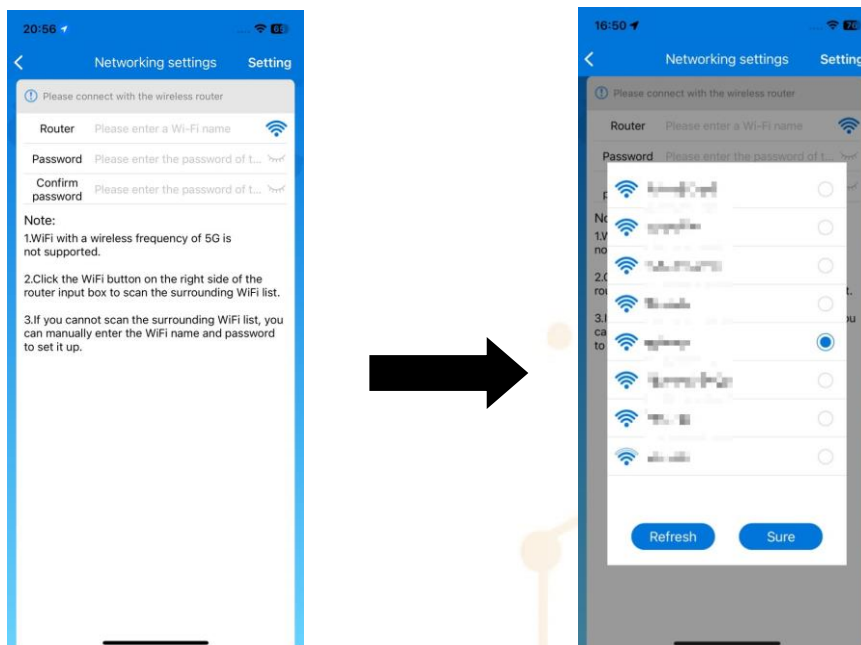 20:56
Networking settings Setting
Please connect with the wireless router
Router Please enter a Wi-Fi name
Password Please enter the password of t...
Confirm
password Please enter the password of t...
Note:
1.WiFi with a wireless frequency of 5G is
not supported.
2.Click the WiFi button on the right side of the
router input box to scan the surrounding WiFi list.
3.If you cannot scan the surrounding WiFi list, you
can manually enter the WiFi name and password
to set it up.
16:50
Networking settings Setting
Please connect with the wireless router
Router Please enter a Wi-Fi name
Password Please enter the password of t...
Refresh Sure